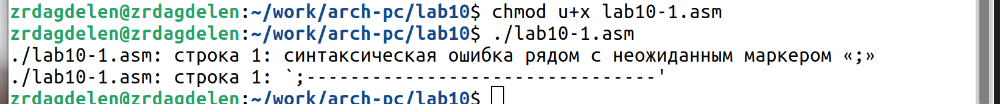 zrdagdelen@zrdagdelen:~/work/arch-pc/lab10$ chmod u+x lab10-1.asm
zrdagdelen@zrdagdelen:~/work/arch-pc/lab10$ ./lab10-1.asm
./lab10-1.asm: строка 1: синтаксическая ошибка рядом с неожиданным маркером «;»
./lab10-1.asm: строка 1: `;--------------------------------'
zrdagdelen@zrdagdelen:~/work/arch-pc/lab10$